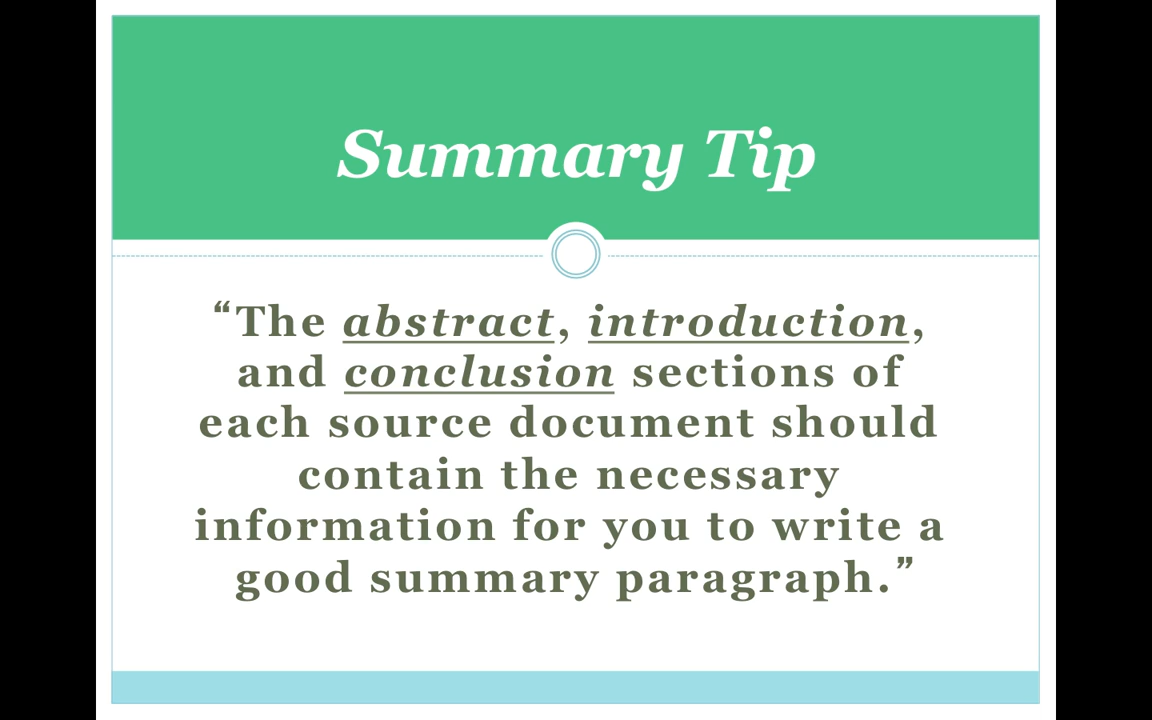 Summary Tip
“The abstract, introduction,
and conclusion sections of
each source document should
contain the necessary
information for you to write a
good summary paragraph.”